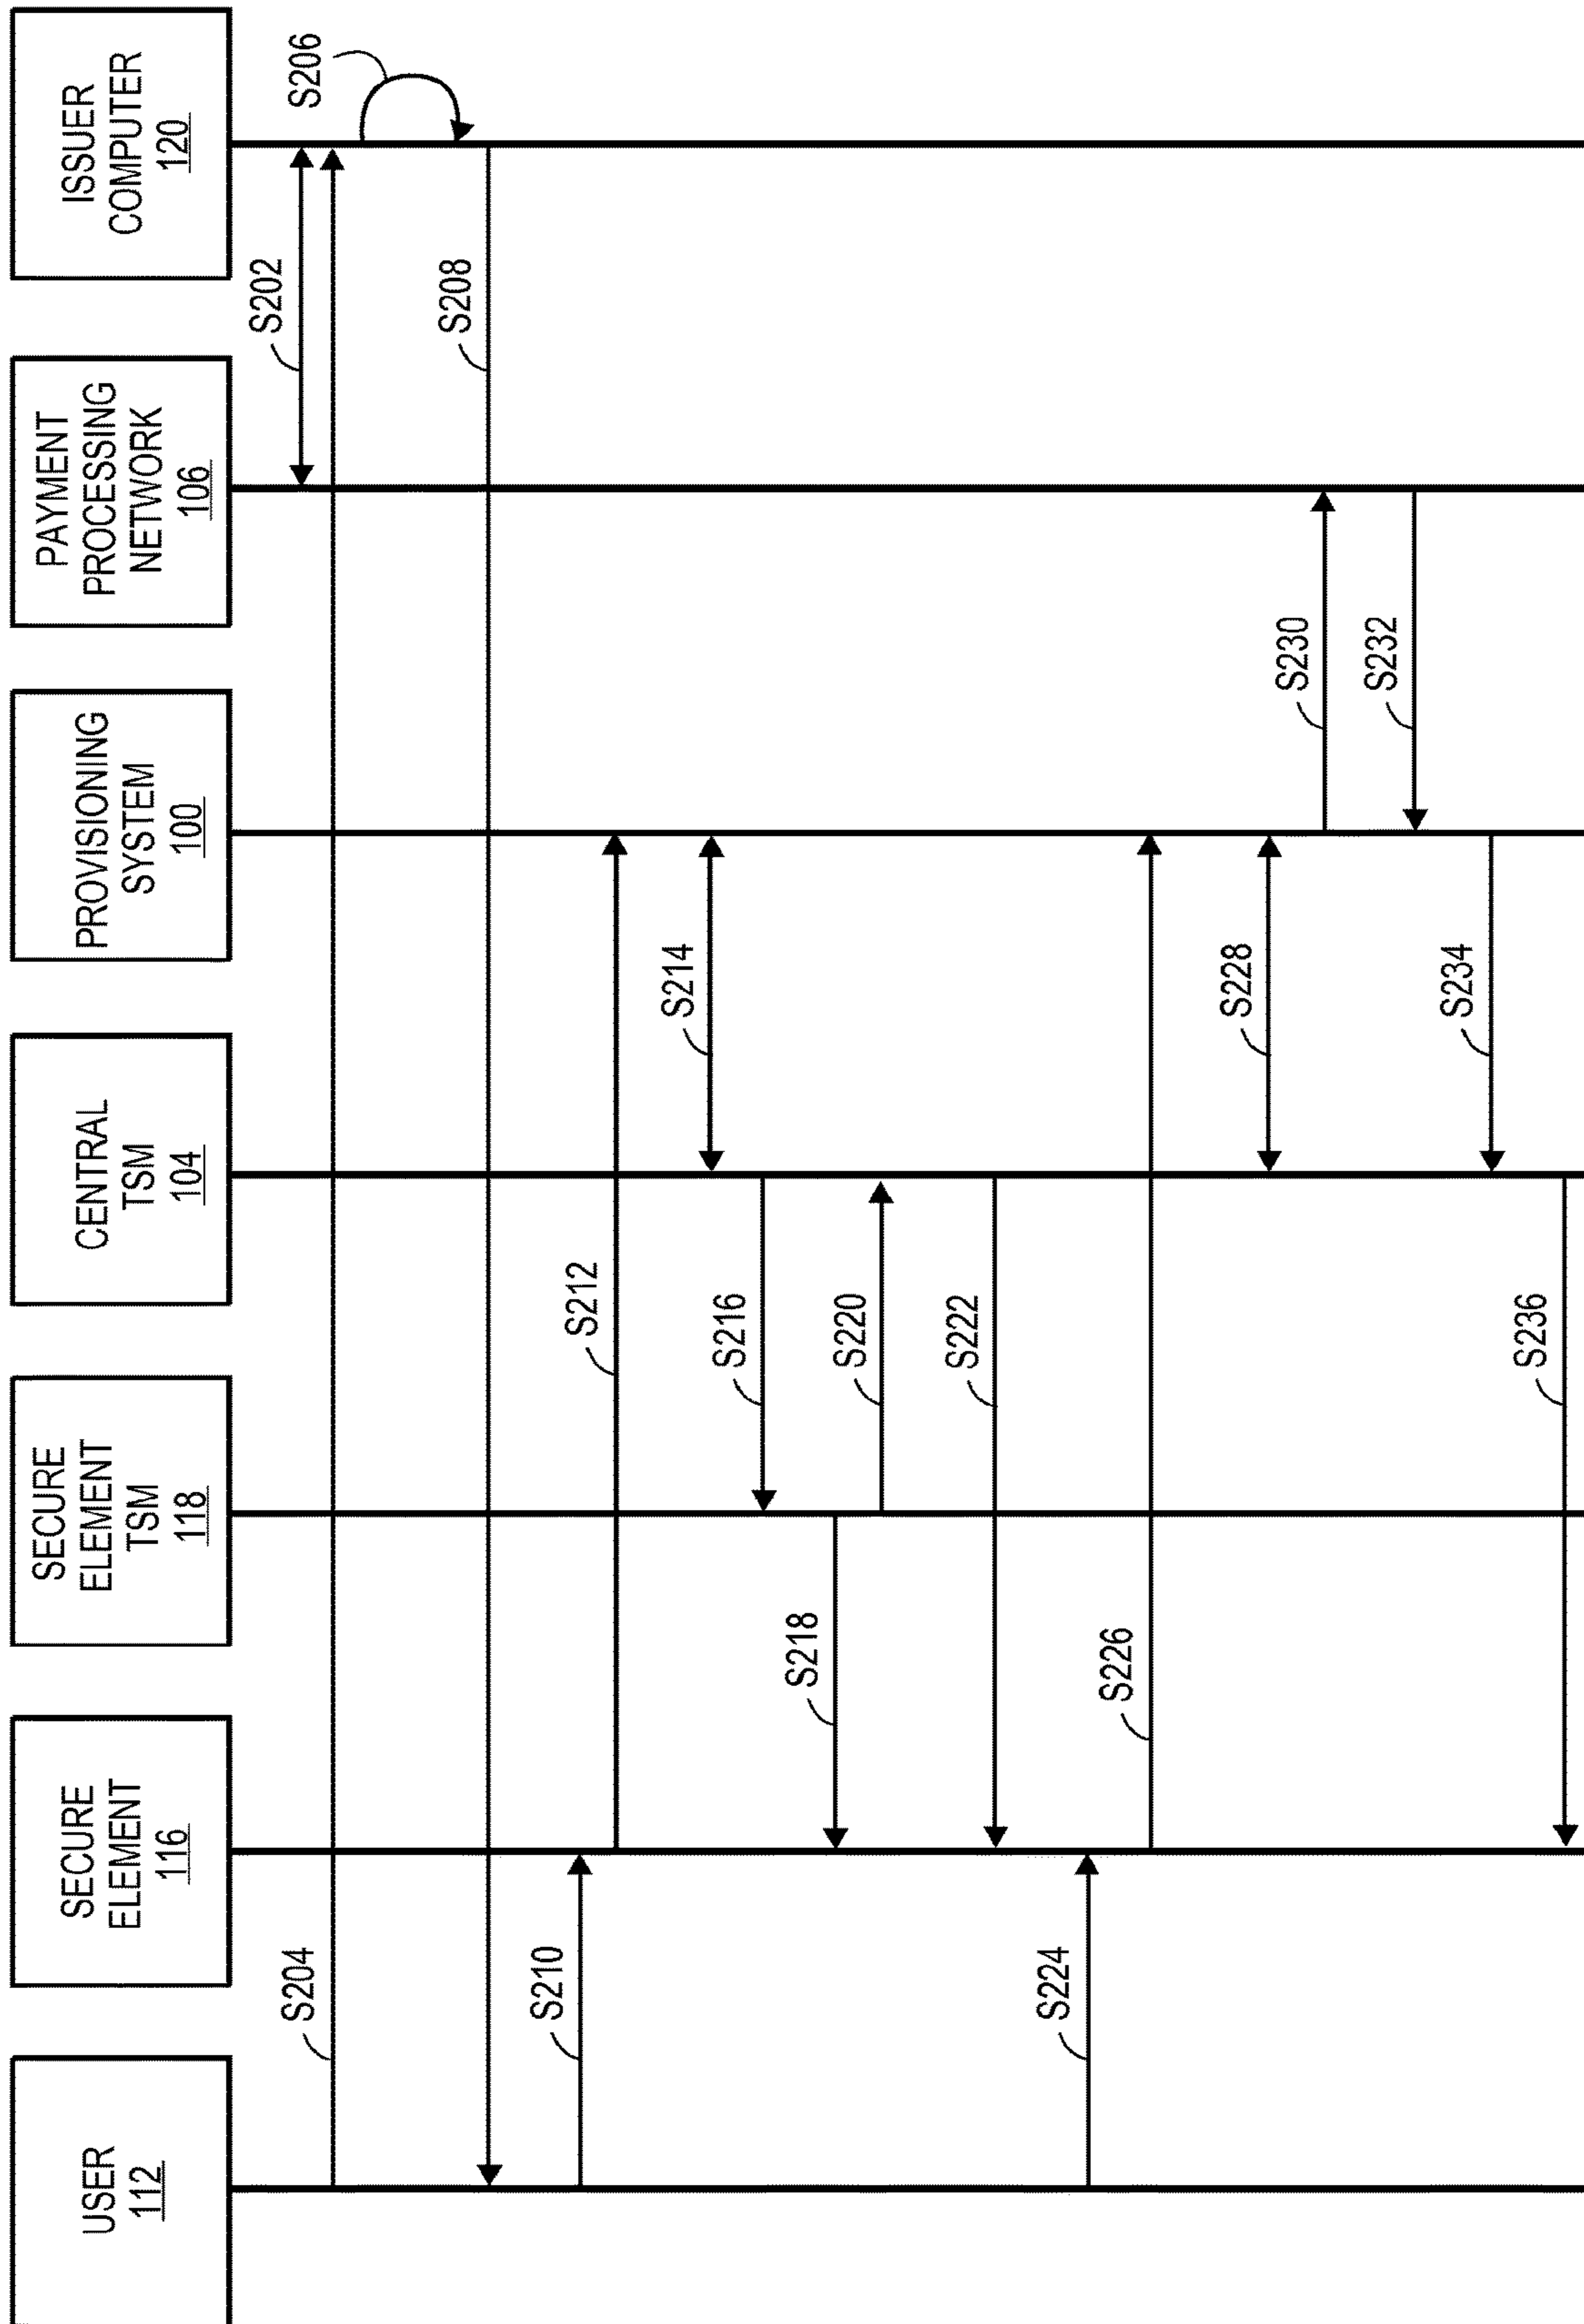 USER
112
SECURE
ELEMENT
116
SECURE
ELEMENT
TSM
118
CENTRAL
TSM
104
PROVISIONING
SYSTEM
100
PAYMENT
PROCESSING
NETWORK
106
ISSUER
COMPUTER
120
S202
S204
S206
S208
S210
S212
S214
S216
S218
S220
S222
S224
S226
S228
S230
S232
S234
S236